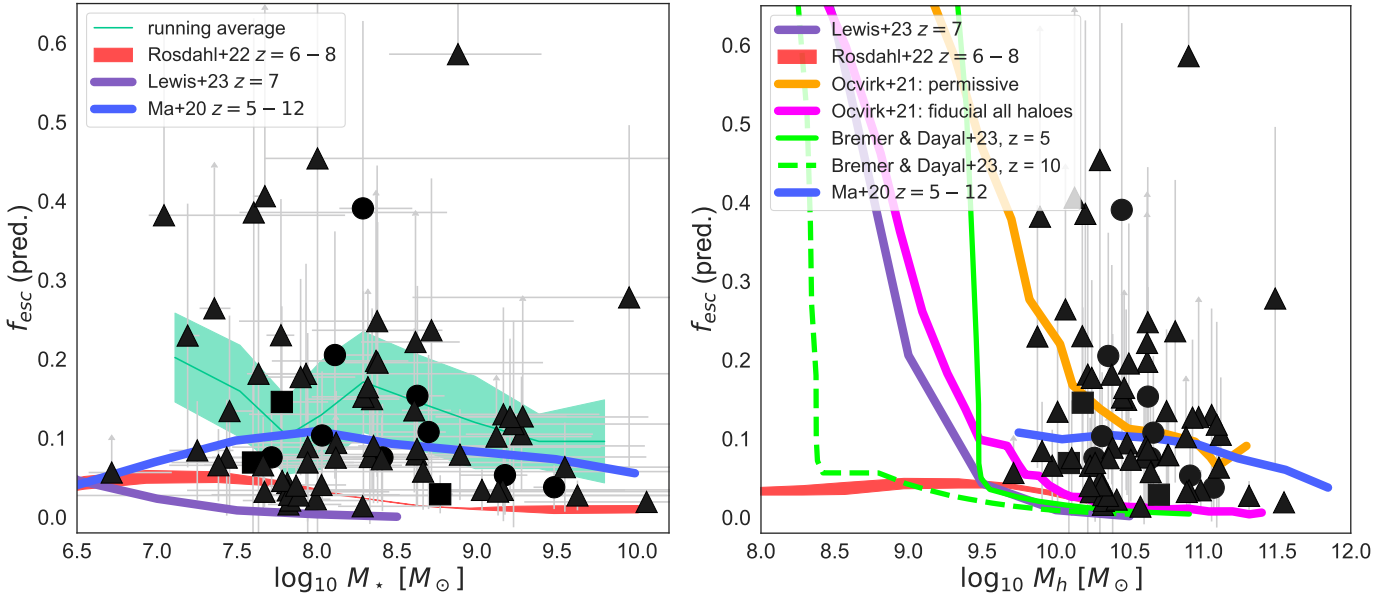 running average
Rosdahl+22 z = 6 − 8
Lewis+23 z = 7
Ma+20 z = 5 − 12
0.6
0.5
0.4
0.3
0.2
0.1
0.0
f_esc (pred.)
6.5 7.0 7.5 8.0 8.5 9.0 9.5 10.0
log₁₀ M⋆ [M⊙]
Lewis+23 z = 7
Rosdahl+22 z = 6 − 8
Ocvirk+21: permissive
Ocvirk+21: fiducial all haloes
Bremer & Dayal+23, z = 5
Bremer & Dayal+23, z = 10
Ma+20 z = 5 − 12
0.6
0.5
0.4
0.3
0.2
0.1
0.0
f_esc (pred.)
8.0 8.5 9.0 9.5 10.0 10.5 11.0 11.5 12.0
log₁₀ M_h [M⊙]